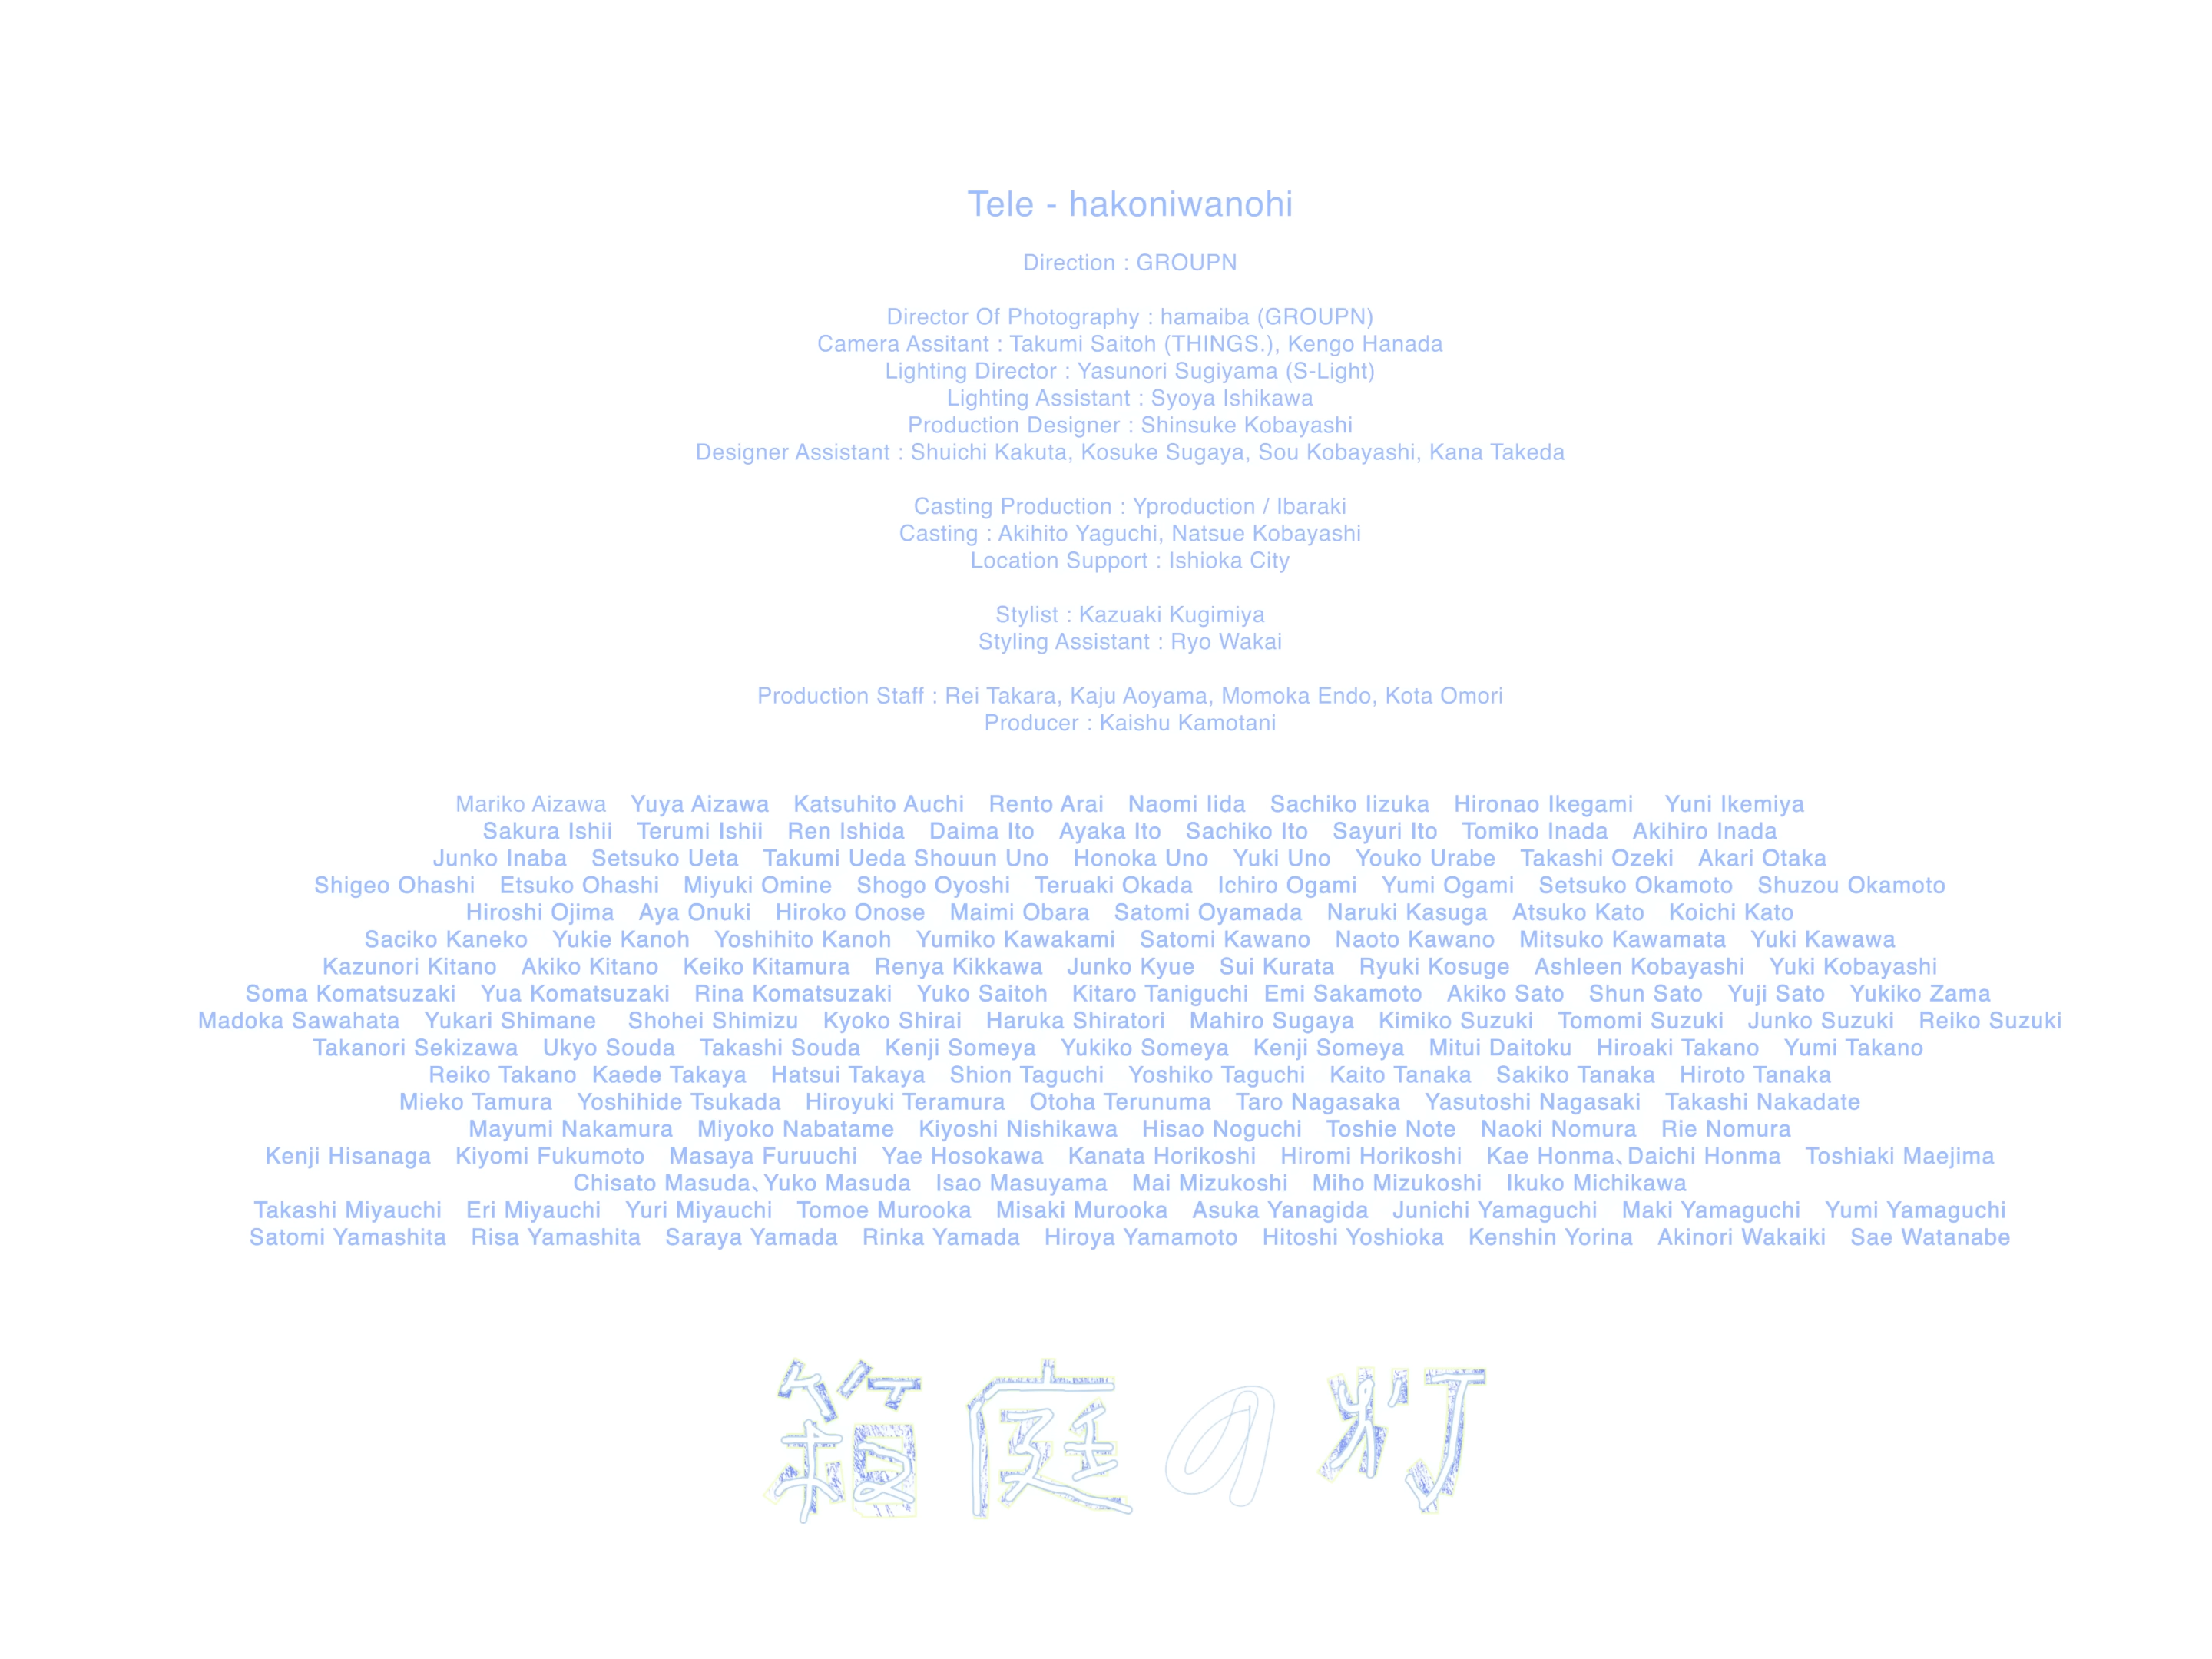 Tele - hakoniwanohi
Direction : GROUPN
Director Of Photography : hamaiba (GROUPN)
Camera Assitant : Takumi Saitoh (THINGS.), Kengo Hanada
Lighting Director : Yasunori Sugiyama (S-Light)
Lighting Assistant : Syoya Ishikawa
Production Designer : Shinsuke Kobayashi
Designer Assistant : Shuichi Kakuta, Kosuke Sugaya, Sou Kobayashi, Kana Takeda
Casting Production : Yproduction / Ibaraki
Casting : Akihito Yaguchi, Natsue Kobayashi
Location Support : Ishioka City
Stylist : Kazuaki Kugimiya
Styling Assistant : Ryo Wakai
Production Staff : Rei Takara, Kaju Aoyama, Momoka Endo, Kota Omori
Producer : Kaishu Kamotani
Mariko Aizawa　Yuya Aizawa　Katsuhito Auchi　Rento Arai　Naomi Iida　Sachiko Iizuka　Hironao Ikegami　Yuni Ikemiya
Sakura Ishii　Terumi Ishii　Ren Ishida　Daima Ito　Ayaka Ito　Sachiko Ito　Sayuri Ito　Tomiko Inada　Akihiro Inada
Junko Inaba　Setsuko Ueta　Takumi Ueda Shouun Uno　Honoka Uno　Yuki Uno　Youko Urabe　Takashi Ozeki　Akari Otaka
Shigeo Ohashi　Etsuko Ohashi　Miyuki Omine　Shogo Oyoshi　Teruaki Okada　Ichiro Ogami　Yumi Ogami　Setsuko Okamoto　Shuzou Okamoto
Hiroshi Ojima　Aya Onuki　Hiroko Onose　Maimi Obara　Satomi Oyamada　Naruki Kasuga　Atsuko Kato　Koichi Kato
Saciko Kaneko　Yukie Kanoh　Yoshihito Kanoh　Yumiko Kawakami　Satomi Kawano　Naoto Kawano　Mitsuko Kawamata　Yuki Kawawa
Kazunori Kitano　Akiko Kitano　Keiko Kitamura　Renya Kikkawa　Junko Kyue　Sui Kurata　Ryuki Kosuge　Ashleen Kobayashi　Yuki Kobayashi
Soma Komatsuzaki　Yua Komatsuzaki　Rina Komatsuzaki　Yuko Saitoh　Kitaro Taniguchi Emi Sakamoto　Akiko Sato　Shun Sato　Yuji Sato　Yukiko Zama
Madoka Sawahata　Yukari Shimane　Shohei Shimizu　Kyoko Shirai　Haruka Shiratori　Mahiro Sugaya　Kimiko Suzuki　Tomomi Suzuki　Junko Suzuki　Reiko Suzuki
Takanori Sekizawa　Ukyo Souda　Takashi Souda　Kenji Someya　Yukiko Someya　Kenji Someya　Mitui Daitoku　Hiroaki Takano　Yumi Takano
Reiko Takano Kaede Takaya　Hatsui Takaya　Shion Taguchi　Yoshiko Taguchi　Kaito Tanaka　Sakiko Tanaka　Hiroto Tanaka
Mieko Tamura　Yoshihide Tsukada　Hiroyuki Teramura　Otoha Terunuma　Taro Nagasaka　Yasutoshi Nagasaki　Takashi Nakadate
Mayumi Nakamura　Miyoko Nabatame　Kiyoshi Nishikawa　Hisao Noguchi　Toshie Note　Naoki Nomura　Rie Nomura
Kenji Hisanaga　Kiyomi Fukumoto　Masaya Furuuchi　Yae Hosokawa　Kanata Horikoshi　Hiromi Horikoshi　Kae Honma、Daichi Honma　Toshiaki Maejima
Chisato Masuda、Yuko Masuda　Isao Masuyama　Mai Mizukoshi　Miho Mizukoshi　Ikuko Michikawa
Takashi Miyauchi　Eri Miyauchi　Yuri Miyauchi　Tomoe Murooka　Misaki Murooka　Asuka Yanagida　Junichi Yamaguchi　Maki Yamaguchi　Yumi Yamaguchi
Satomi Yamashita　Risa Yamashita　Saraya Yamada　Rinka Yamada　Hiroya Yamamoto　Hitoshi Yoshioka　Kenshin Yorina　Akinori Wakaiki　Sae Watanabe
箱庭の灯